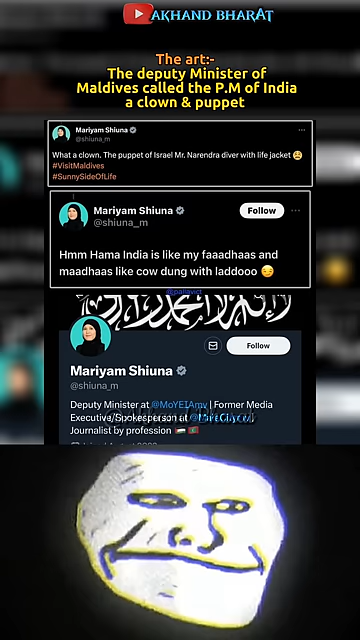 AKHAND BHARAT
The art:-
The deputy Minister of
Maldives called the P.M of India
a clown & puppet
Mariyam Shiuna
@shiuna_m
What a clown. The puppet of Israel Mr. Narendra diver with life jacket 😩
#VisitMaldives
#SunnySideOfLife
Mariyam Shiuna
@shiuna_m
Follow
Hmm Hama India is like my faaadhaas and
maadhaas like cow dung with laddooo 😏
Follow
Mariyam Shiuna
@shiuna_m
Deputy Minister at @MoYEIAmv | Former Media
Executive/Spokesperson at
Journalist by profession